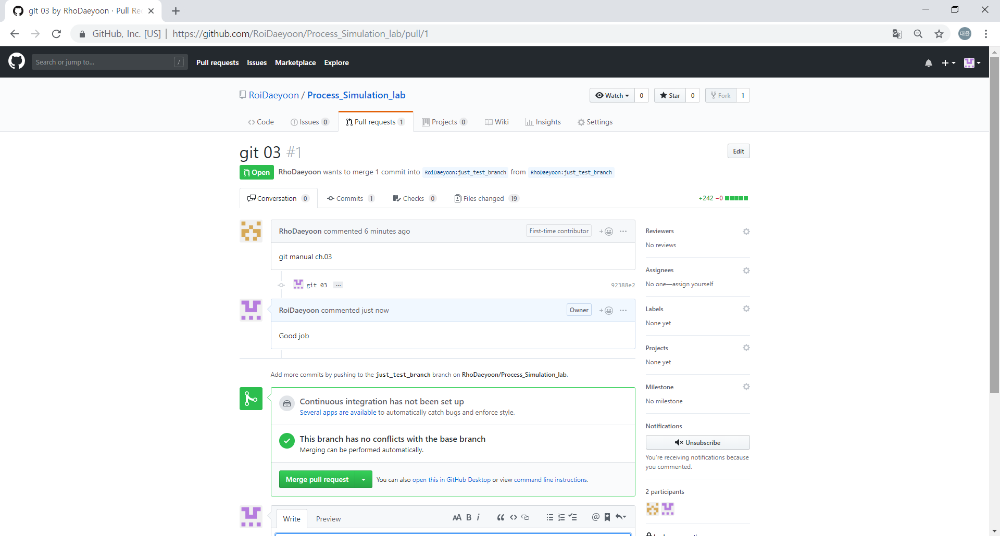 git 03 by RhoDaeyoon · Pull Re
GitHub, Inc. [US] | https://github.com/RoiDaeyoon/Process_Simulation_lab/pull/1
대윤
Search or jump to... /
Pull requests Issues Marketplace Explore
RoiDaeyoon / Process_Simulation_lab
Watch 0 Star 0 Fork 1
Code Issues 0 Pull requests 1 Projects 0 Wiki Insights Settings
git 03 #1
Edit
Open RhoDaeyoon wants to merge 1 commit into RoiDaeyoon:just_test_branch from RhoDaeyoon:just_test_branch
Conversation 0 Commits 1 Checks 0 Files changed 19 +242 −0
RhoDaeyoon commented 6 minutes ago First-time contributor
git manual ch.03
git 03 ... 92388e2
RoiDaeyoon commented just now Owner
Good job
Add more commits by pushing to the just_test_branch branch on RhoDaeyoon/Process_Simulation_lab.
Continuous integration has not been set up
Several apps are available to automatically catch bugs and enforce style.
This branch has no conflicts with the base branch
Merging can be performed automatically.
Merge pull request You can also open this in GitHub Desktop or view command line instructions.
Write Preview AA B i
Reviewers
No reviews
Assignees
No one—assign yourself
Labels
None yet
Projects
None yet
Milestone
No milestone
Notifications
Unsubscribe
You're receiving notifications because
you commented.
2 participants